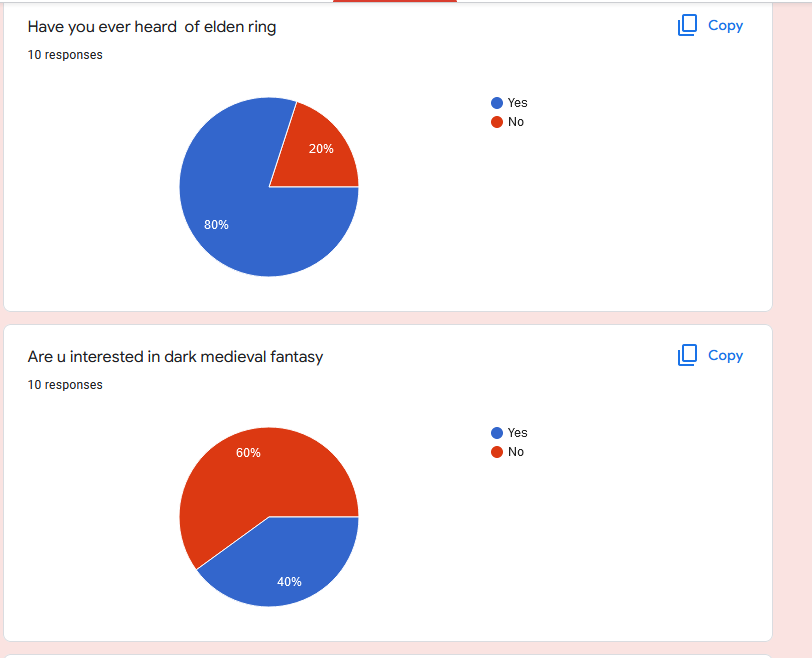 Have you ever heard  of elden ring
Copy
10 responses
Yes
No
20%
80%
Are u interested in dark medieval fantasy
Copy
10 responses
Yes
No
60%
40%